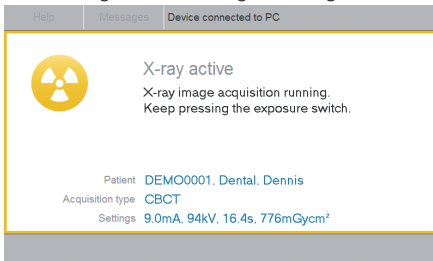 Help Messages Device connected to PC
X-ray active
X-ray image acquisition running.
Keep pressing the exposure switch.
Patient DEMO0001, Dental, Dennis
Acquisition type CBCT
Settings 9.0mA, 94kV, 16.4s, 776mGycm²